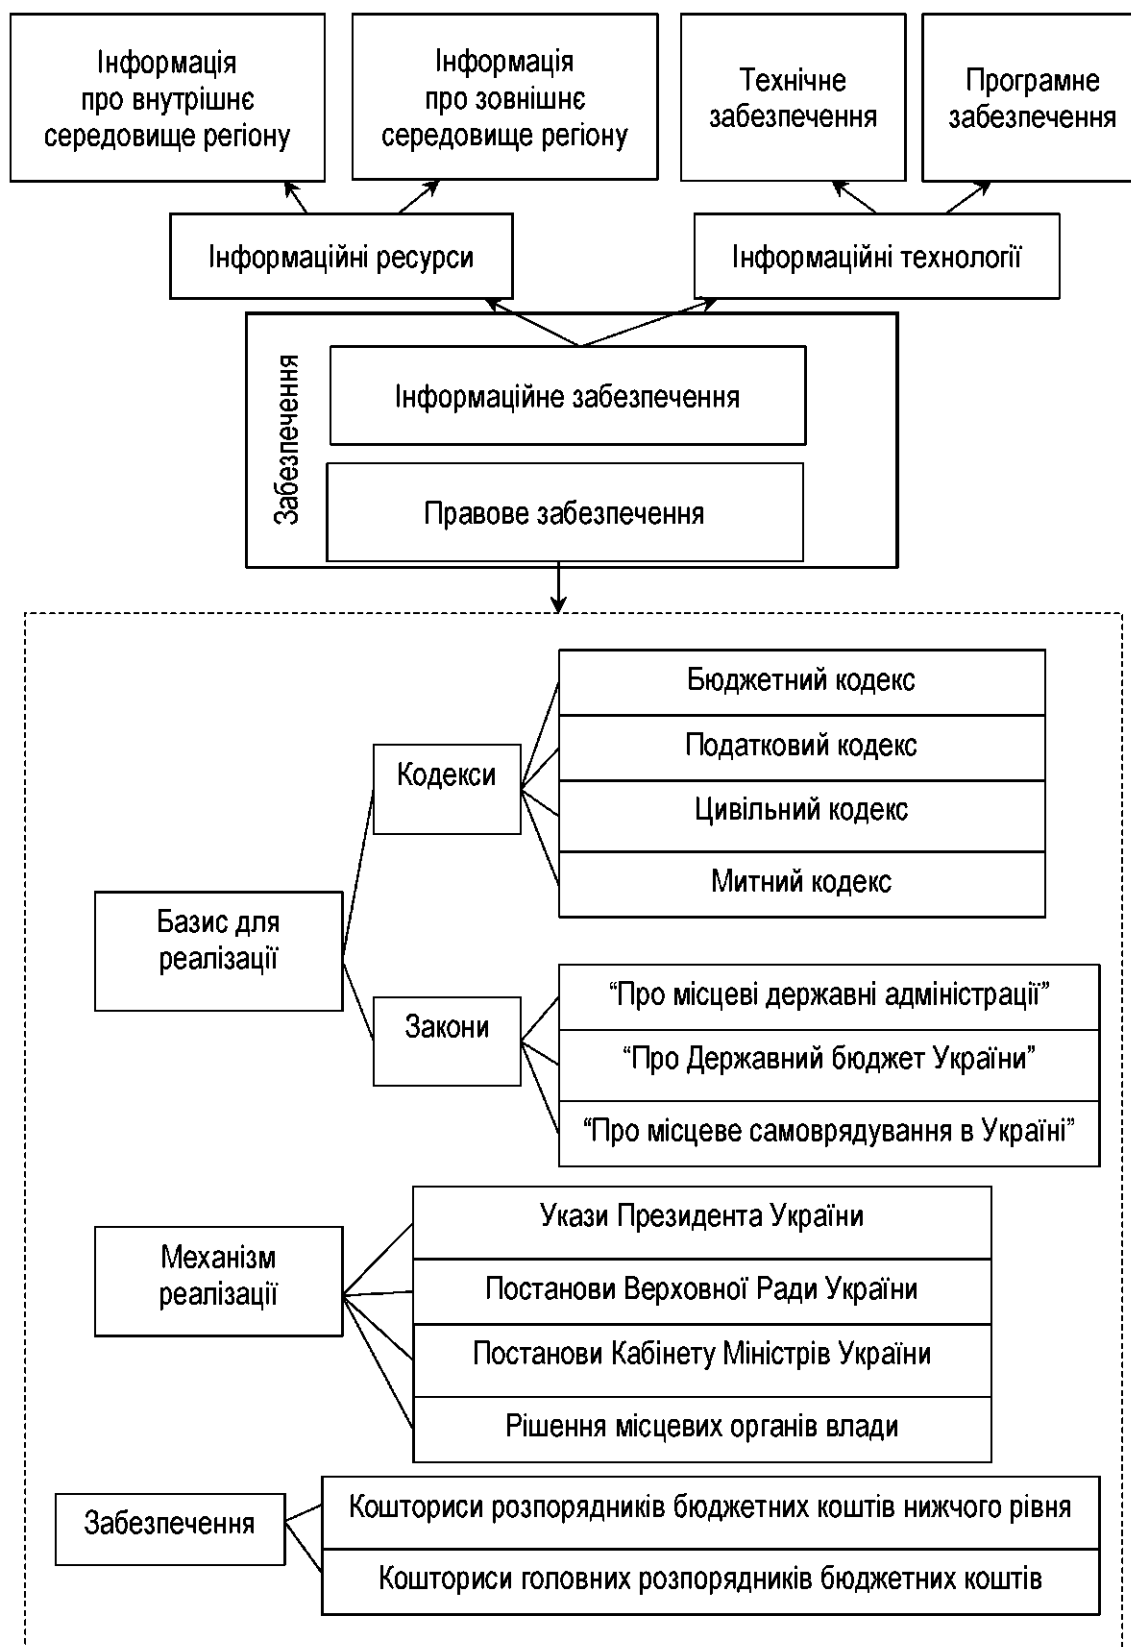 Інформація
про внутрішнє
середовище регіону
Інформація
про зовнішнє
середовище регіону
Технічне
забезпечення
Програмне
забезпечення
Інформаційні ресурси
Інформаційні технології
Забезпечення
Інформаційне забезпечення
Правове забезпечення
Кодекси
Бюджетний кодекс
Податковий кодекс
Цивільний кодекс
Митний кодекс
Базис для
реалізації
Закони
“Про місцеві державні адміністрації”
“Про Державний бюджет України”
“Про місцеве самоврядування в Україні”
Механізм
реалізації
Укази Президента України
Постанови Верховної Ради України
Постанови Кабінету Міністрів України
Рішення місцевих органів влади
Забезпечення
Кошториси розпорядників бюджетних коштів нижчого рівня
Кошториси головних розпорядників бюджетних коштів